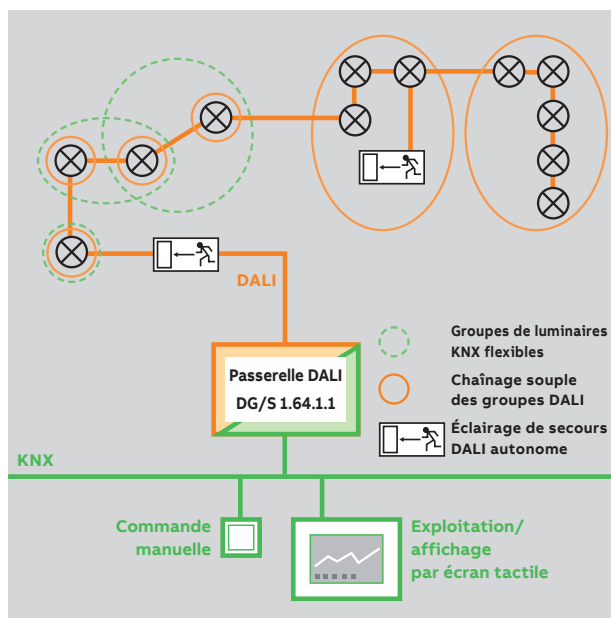 DALI
Passerelle DALI
DG/S 1.64.1.1
Groupes de luminaires
KNX flexibles
Chaînage souple
des groupes DALI
Éclairage de secours
DALI autonome
KNX
Commande
manuelle
Exploitation/
affichage
par écran tactile